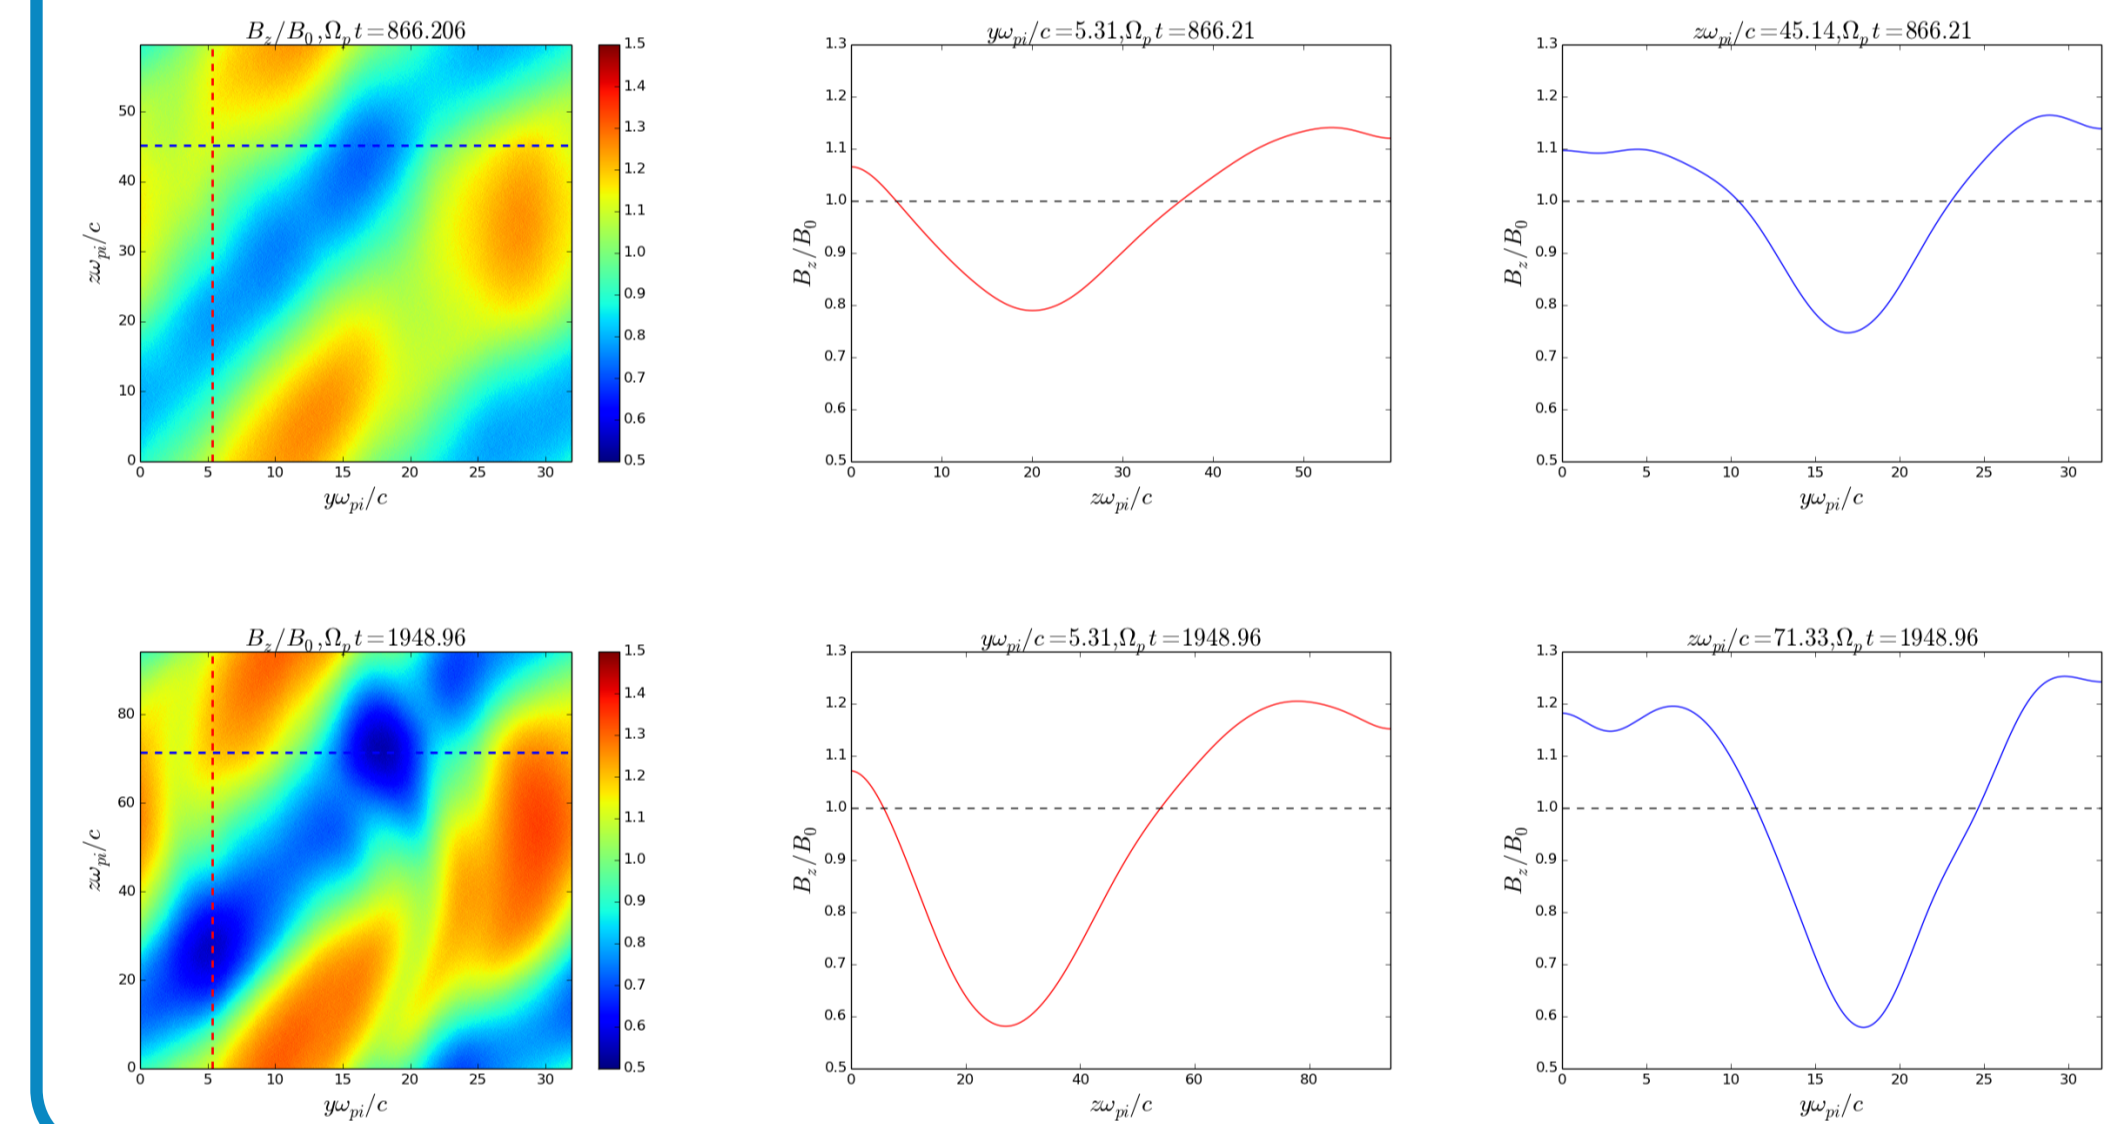 B_z/B_0,Ω_p t=866.206
1.5
1.4
1.3
1.2
1.1
1.0
0.9
0.8
0.7
0.6
0.5
50
40
30
20
10
0
zω_pi/c
0 5 10 15 20 25 30
yω_pi/c
yω_pi/c=5.31,Ω_p t=866.21
1.3
1.2
1.1
1.0
0.9
0.8
0.7
0.6
0.5
B_z/B_0
0 10 20 30 40 50
zω_pi/c
zω_pi/c=45.14,Ω_p t=866.21
1.3
1.2
1.1
1.0
0.9
0.8
0.7
0.6
0.5
B_z/B_0
0 5 10 15 20 25 30
yω_pi/c
B_z/B_0,Ω_p t=1948.96
1.5
1.4
1.3
1.2
1.1
1.0
0.9
0.8
0.7
0.6
0.5
80
60
40
20
0
zω_pi/c
0 5 10 15 20 25 30
yω_pi/c
yω_pi/c=5.31,Ω_p t=1948.96
1.3
1.2
1.1
1.0
0.9
0.8
0.7
0.6
0.5
B_z/B_0
0 20 40 60 80
zω_pi/c
zω_pi/c=71.33,Ω_p t=1948.96
1.3
1.2
1.1
1.0
0.9
0.8
0.7
0.6
0.5
B_z/B_0
0 5 10 15 20 25 30
yω_pi/c